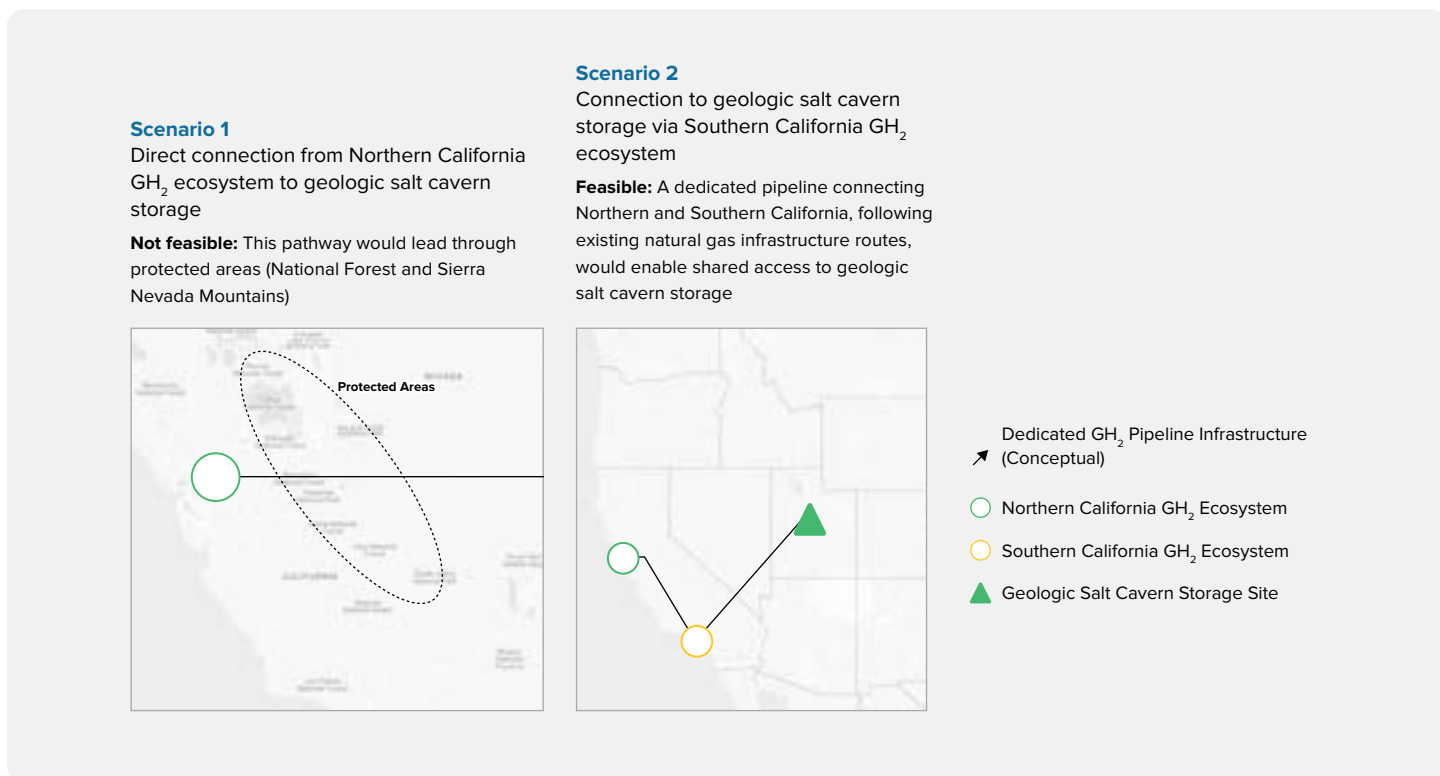 Scenario 1
Direct connection from Northern California
GH₂ ecosystem to geologic salt cavern
storage
Not feasible: This pathway would lead through
protected areas (National Forest and Sierra
Nevada Mountains)
Protected Areas
Scenario 2
Connection to geologic salt cavern
storage via Southern California GH₂
ecosystem
Feasible: A dedicated pipeline connecting
Northern and Southern California, following
existing natural gas infrastructure routes,
would enable shared access to geologic
salt cavern storage
Dedicated GH₂ Pipeline Infrastructure
(Conceptual)
Northern California GH₂ Ecosystem
Southern California GH₂ Ecosystem
Geologic Salt Cavern Storage Site